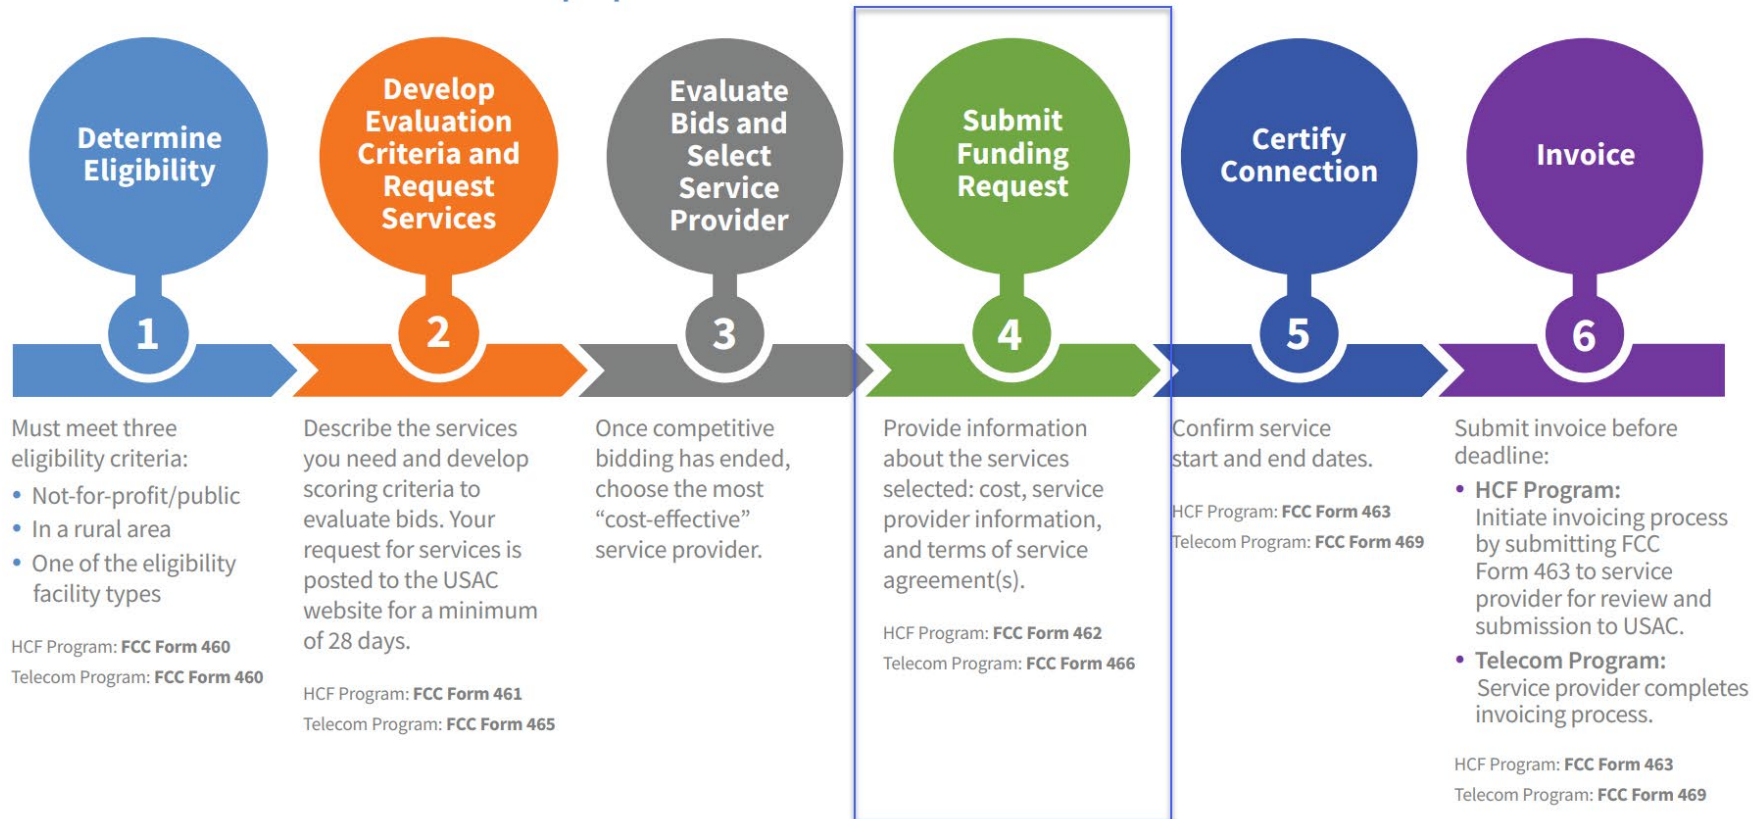 Determine
Eligibility
1
Must meet three
eligibility criteria:
• Not-for-profit/public
• In a rural area
• One of the eligibility
facility types
HCF Program: FCC Form 460
Telecom Program: FCC Form 460
Develop
Evaluation
Criteria and
Request
Services
2
Describe the services
you need and develop
scoring criteria to
evaluate bids. Your
request for services is
posted to the USAC
website for a minimum
of 28 days.
HCF Program: FCC Form 461
Telecom Program: FCC Form 465
Evaluate
Bids and
Select
Service
Provider
3
Once competitive
bidding has ended,
choose the most
“cost-effective”
service provider.
Submit
Funding
Request
4
Provide information
about the services
selected: cost, service
provider information,
and terms of service
agreement(s).
HCF Program: FCC Form 462
Telecom Program: FCC Form 466
Certify
Connection
5
Confirm service
start and end dates.
HCF Program: FCC Form 463
Telecom Program: FCC Form 469
Invoice
6
Submit invoice before
deadline:
• HCF Program:
Initiate invoicing process
by submitting FCC
Form 463 to service
provider for review and
submission to USAC.
• Telecom Program:
Service provider completes
invoicing process.
HCF Program: FCC Form 463
Telecom Program: FCC Form 469